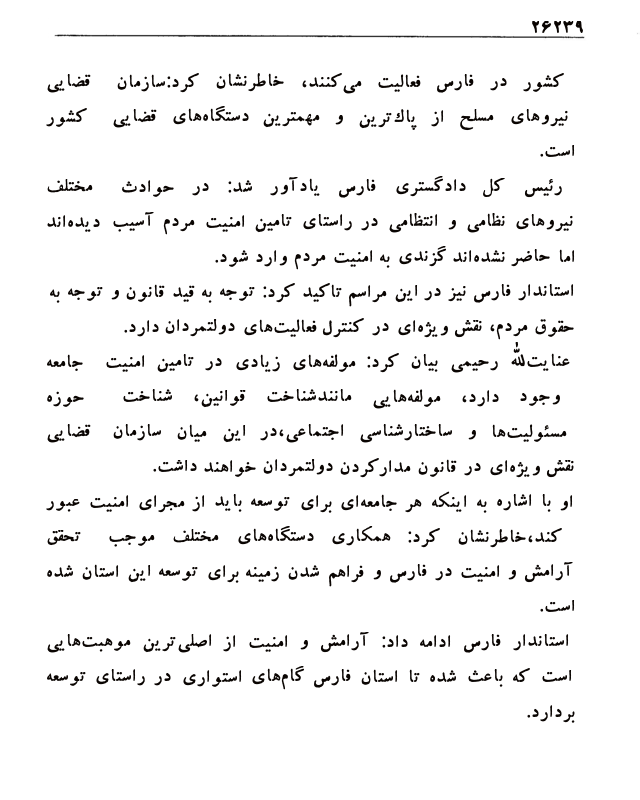 ۲۶۲۳۹
کشور در فارس فعالیت می‌کنند، خاطرنشان کرد:سازمان قضایی
نیروهای مسلح از پاک‌ترین و مهمترین دستگاه‌های قضایی کشور
است.
رئیس کل دادگستری فارس یادآور شد: در حوادث مختلف
نیروهای نظامی و انتظامی در راستای تامین امنیت مردم آسیب دیده‌اند
اما حاضر نشده‌اند گزندی به امنیت مردم وارد شود.
استاندار فارس نیز در این مراسم تاکید کرد: توجه به قید قانون و توجه به
حقوق مردم، نقش ویژه‌ای در کنترل فعالیت‌های دولتمردان دارد.
عنایت‌الله رحیمی بیان کرد: مولفه‌های زیادی در تامین امنیت جامعه
وجود دارد، مولفه‌هایی مانندشناخت قوانین، شناخت حوزه
مسئولیت‌ها و ساختارشناسی اجتماعی،در این میان سازمان قضایی
نقش ویژه‌ای در قانون مدارکردن دولتمردان خواهند داشت.
او با اشاره به اینکه هر جامعه‌ای برای توسعه باید از مجرای امنیت عبور
کند،خاطرنشان کرد: همکاری دستگاه‌های مختلف موجب تحقق
آرامش و امنیت در فارس و فراهم شدن زمینه برای توسعه این استان شده
است.
استاندار فارس ادامه داد: آرامش و امنیت از اصلی‌ترین موهبت‌هایی
است که باعث شده تا استان فارس گام‌های استواری در راستای توسعه
بردارد.